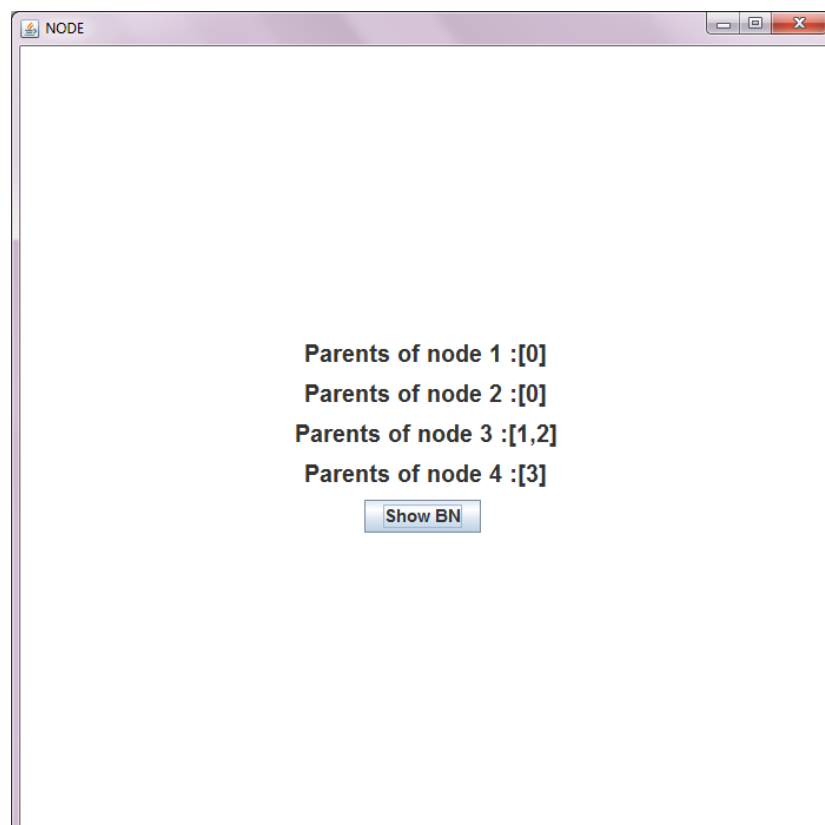 NODE
Parents of node 1 :[0]
Parents of node 2 :[0]
Parents of node 3 :[1,2]
Parents of node 4 :[3]
Show BN